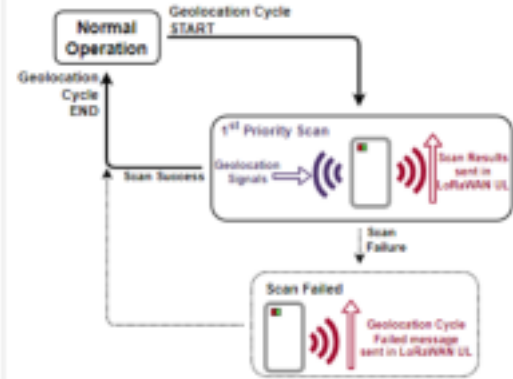 Normal
Operation
Geolocation Cycle
START
Geolocation
Cycle
END
1st Priority Scan
Geolocation
Signals
Scan Results
sent in
LoRaWAN UL
Scan Success
Scan
Failure
Scan Failed
Geolocation Cycle
Failed message
sent in LoRaWAN UL